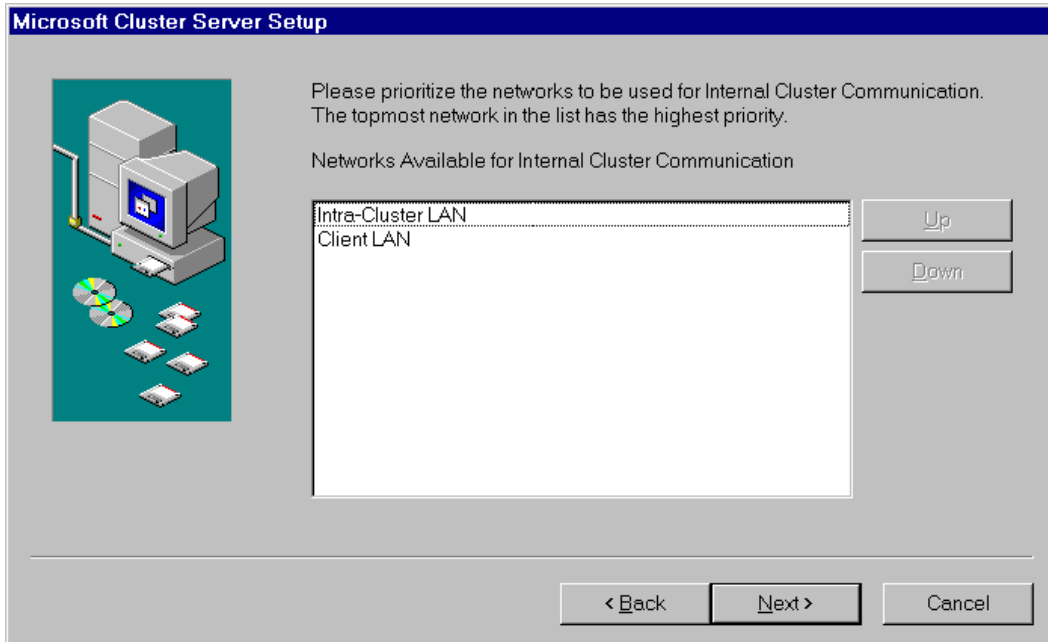 Microsoft Cluster Server Setup
Please prioritize the networks to be used for Internal Cluster Communication.
The topmost network in the list has the highest priority.
Networks Available for Internal Cluster Communication
Intra-Cluster LAN
Client LAN
Up
Down
< Back
Next >
Cancel